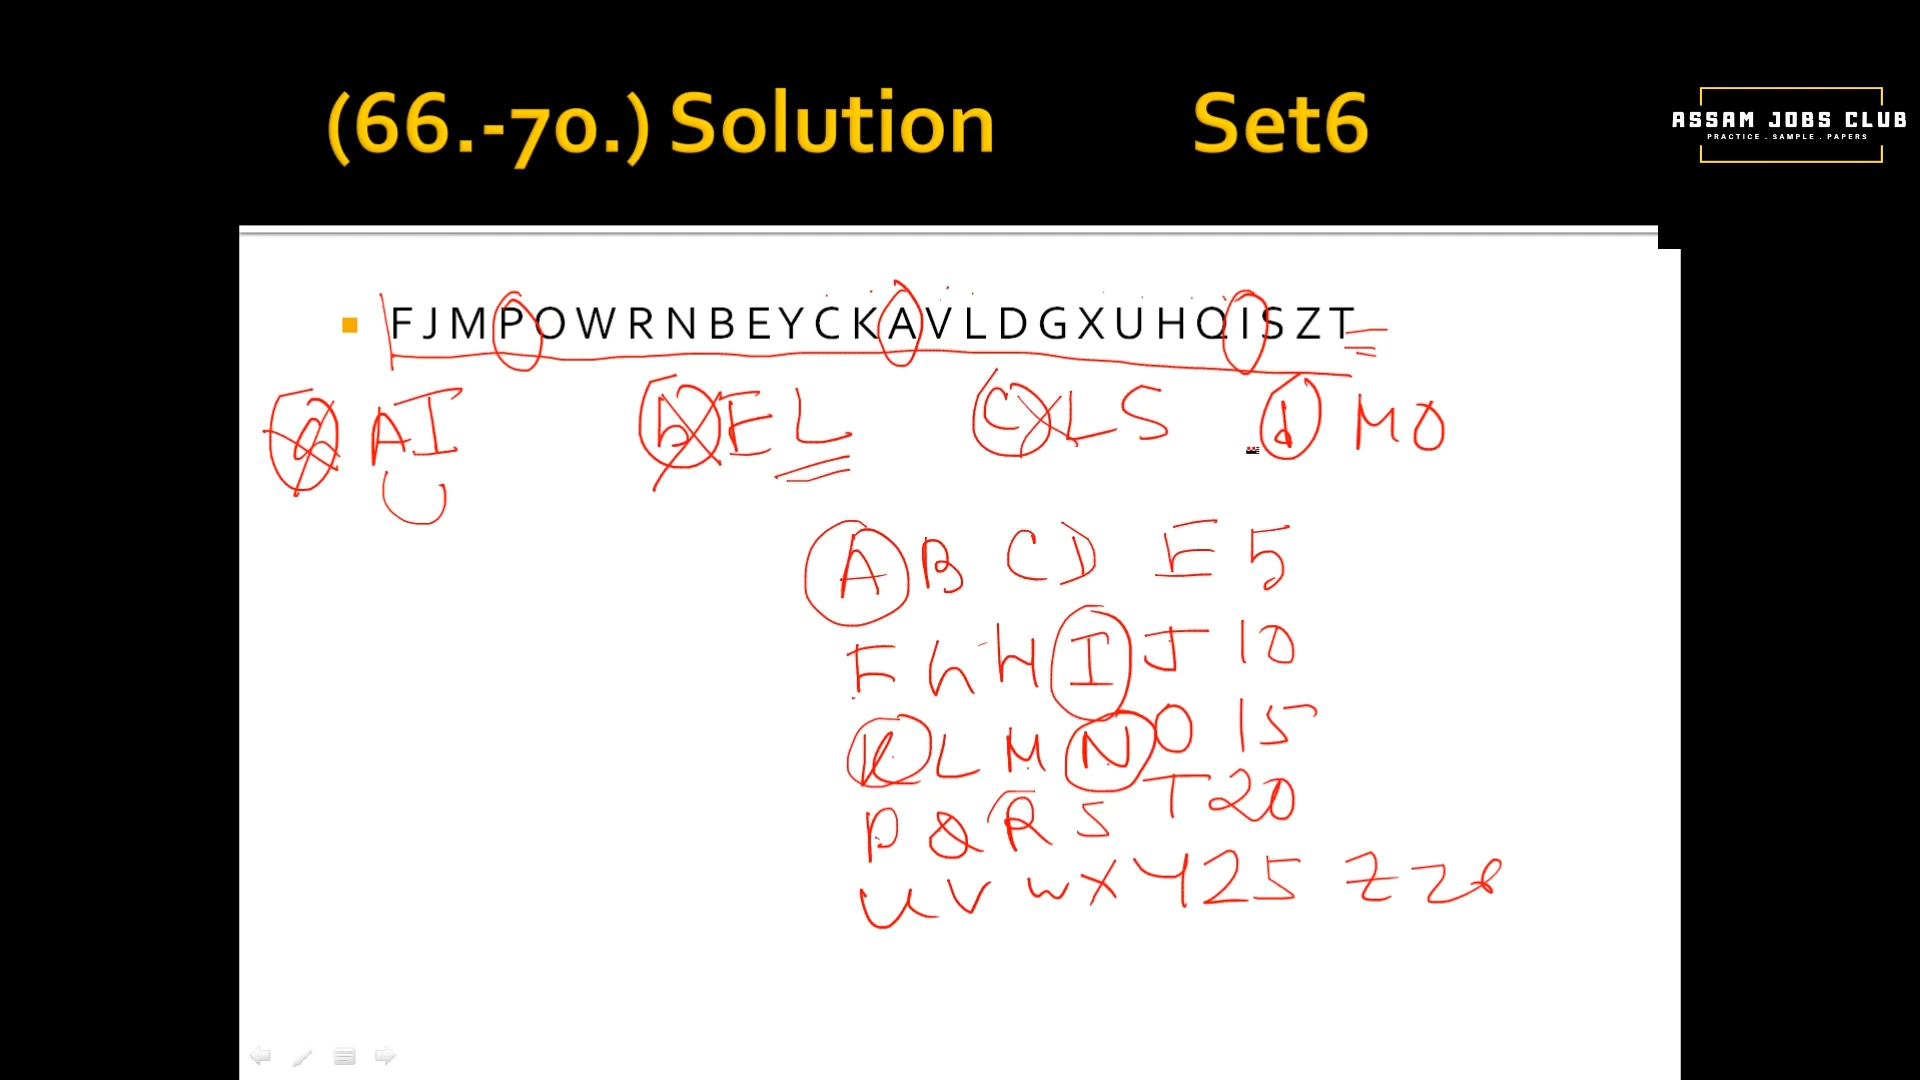 (66.-70.) Solution Set6
ASSAM JOBS CLUB
PRACTICE . SAMPLE . PAPERS
FJMPOWRNBEYCKAVLDGXUHQISZT
a AI b EL c LS d MO
A B C D E 5
F G H I J 10
K L M N O 15
P Q R S T 20
U V W X Y 25 Z 26